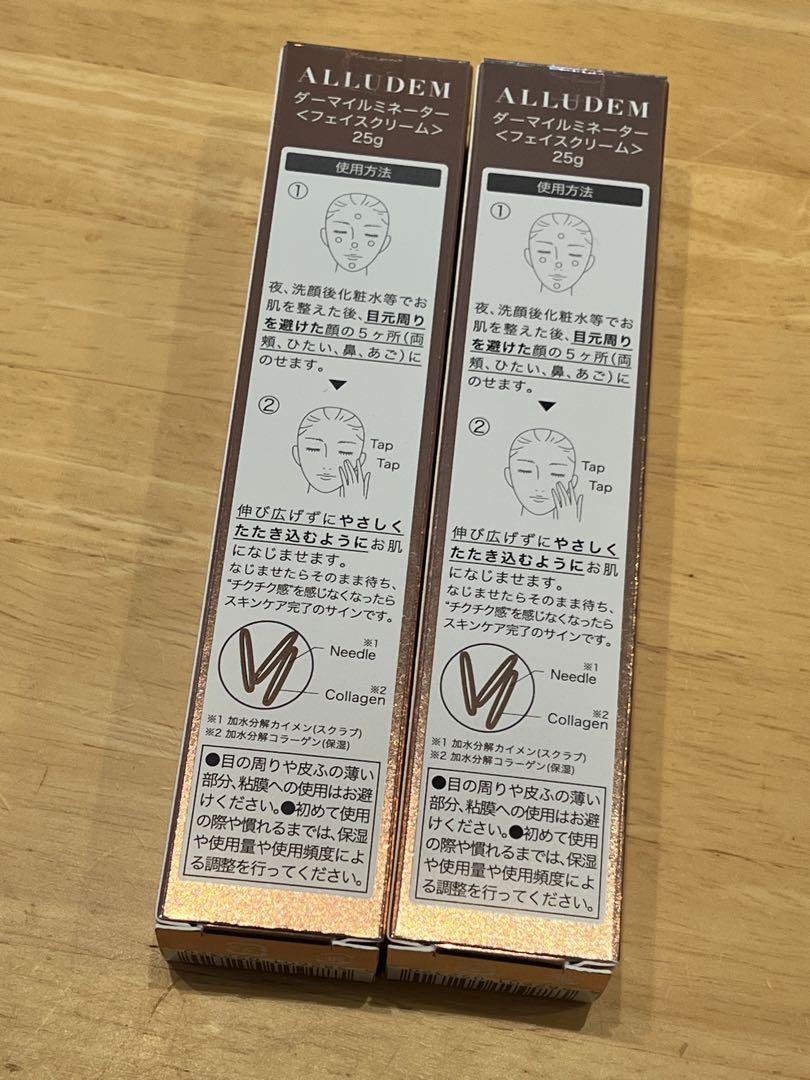 ALLUDEM
ダーマイルミネーター
<フェイスクリーム>
25g
使用方法
①
夜、洗顔後化粧水等でお
肌を整えた後、目元周り
を避けた顔の5ヶ所(両
頬、ひたい、鼻、あご)に
のせます。
②
Tap
Tap
伸び広げずにやさしく
たたき込むようにお肌
になじませます。
なじませたらそのまま待ち、
“チクチク感”を感じなくなったら
スキンケア完了のサインです。
※1
Needle
※2
Collagen
※1 加水分解カイメン(スクラブ)
※2 加水分解コラーゲン(保湿)
●目の周りや皮ふの薄い
部分、粘膜への使用はお避
けください。●初めて使用
の際や慣れるまでは、保湿
や使用量や使用頻度によ
る調整を行ってください。
ALLUDEM
ダーマイルミネーター
<フェイスクリーム>
25g
使用方法
①
夜、洗顔後化粧水等でお
肌を整えた後、目元周り
を避けた顔の5ヶ所(両
頬、ひたい、鼻、あご)に
のせます。
②
Tap
Tap
伸び広げずにやさしく
たたき込むようにお肌
になじませます。
なじませたらそのまま待ち、
“チクチク感”を感じなくなったら
スキンケア完了のサインです。
※1
Needle
※2
Collagen
※1 加水分解カイメン(スクラブ)
※2 加水分解コラーゲン(保湿)
●目の周りや皮ふの薄い
部分、粘膜への使用はお避
けください。●初めて使用
の際や慣れるまでは、保湿
や使用量や使用頻度によ
る調整を行ってください。